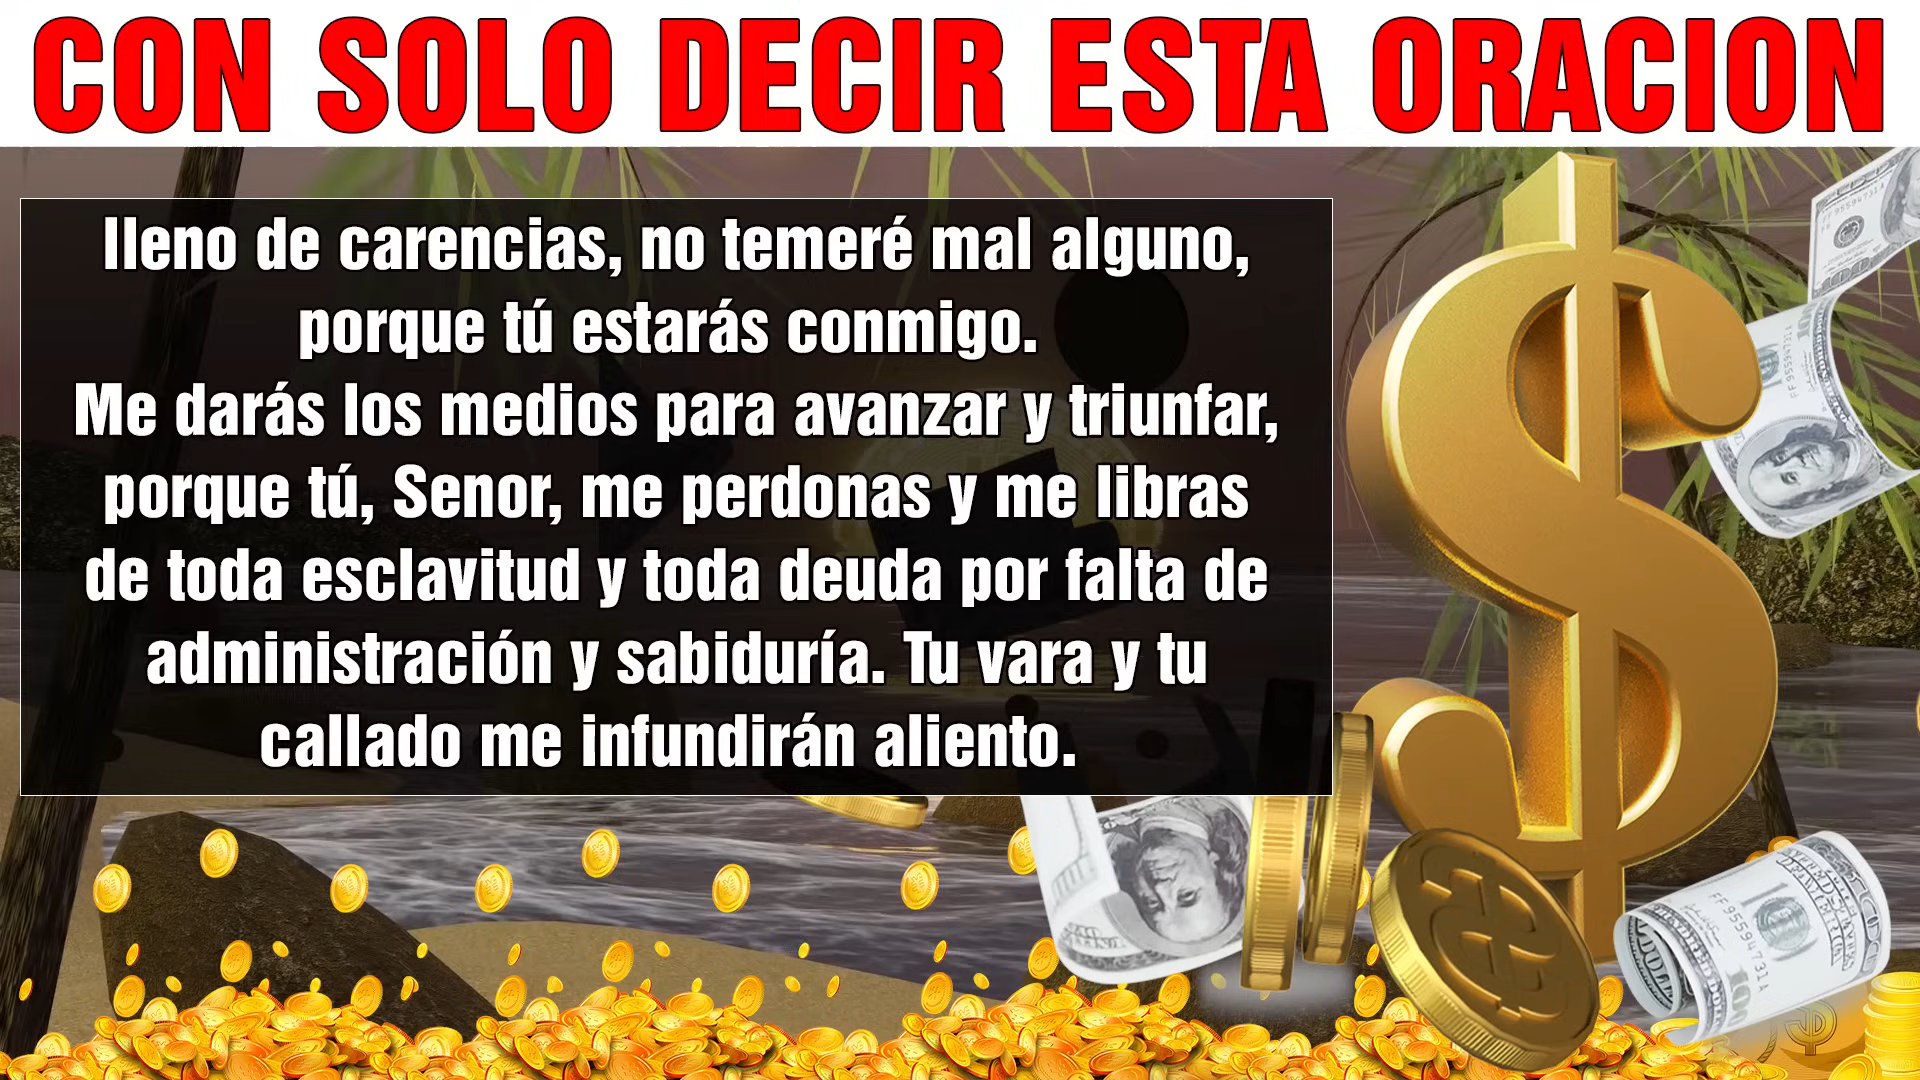 CON SOLO DECIR ESTA ORACION
lleno de carencias, no temeré mal alguno,
porque tú estarás conmigo.
Me darás los medios para avanzar y triunfar,
porque tú, Senor, me perdonas y me libras
de toda esclavitud y toda deuda por falta de
administración y sabiduría. Tu vara y tu
callado me infundirán aliento.